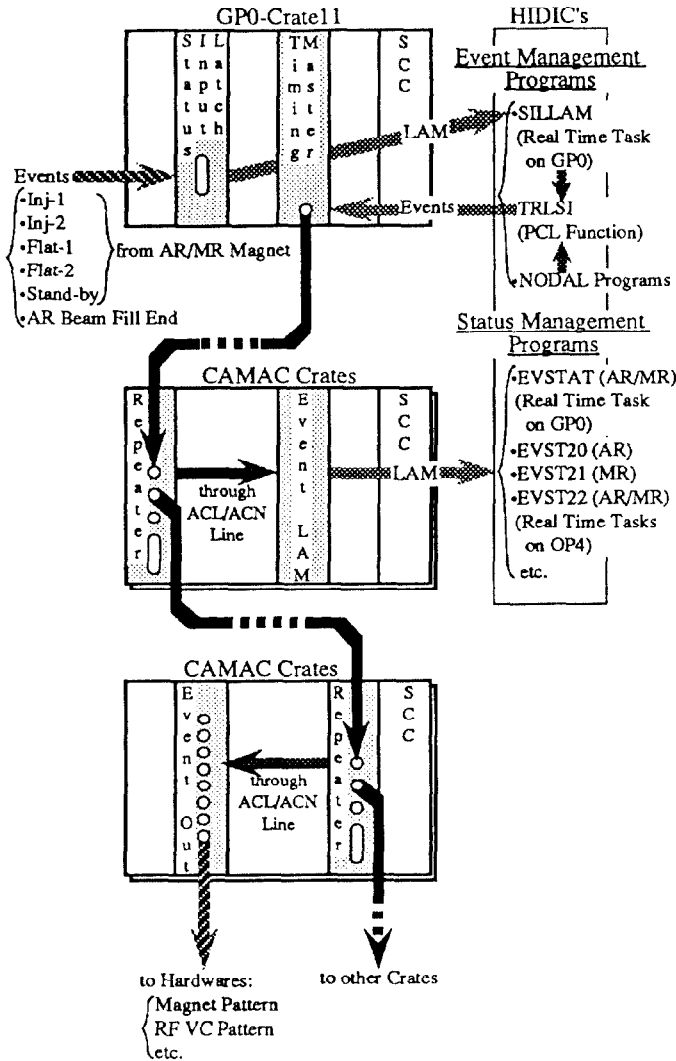 GP0-Crate11
HIDIC's
Status
Input
Latch
Timing
Master
SCC
Event Management
Programs
•SILLAM
(Real Time Task
on GP0)
LAM
Events
Events
TRLSI
(PCL Function)
•Inj-1
•Inj-2
•Flat-1
•Flat-2
•Stand-by
from AR/MR Magnet
•AR Beam Fill End
•NODAL Programs
Status Management
Programs
CAMAC Crates
Repeater
Event LAM
SCC
through
ACL/ACN
Line
LAM
•EVSTAT (AR/MR)
(Real Time Task
on GP0)
•EVST20 (AR)
•EVST21 (MR)
•EVST22 (AR/MR)
(Real Time Tasks
on OP4)
etc.
CAMAC Crates
Event Out
Repeater
SCC
through
ACL/ACN
Line
to Hardwares:
Magnet Pattern
RF VC Pattern
etc.
to other Crates